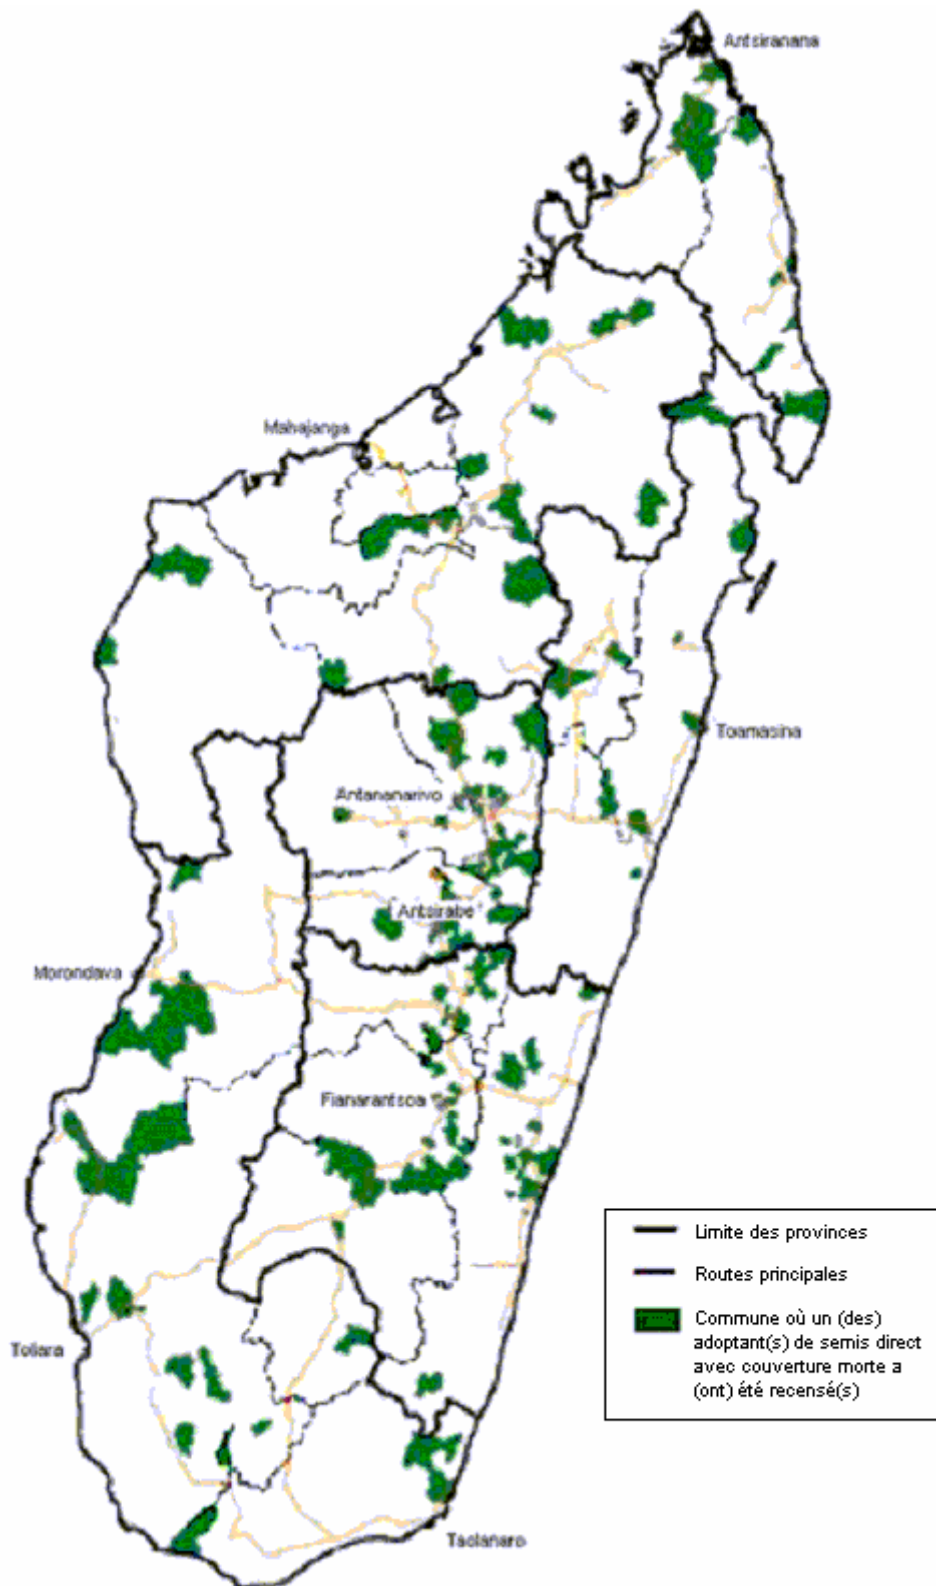 Antsiranana
Mahajanga
Toamasina
Antananarivo
Antsirabe
Morondava
Fianarantsoa
Limite des provinces
Routes principales
Commune où un (des)
adoptant(s) de semis direct
avec couverture morte a
(ont) été recensé(s)
Toliara
Taolanaro